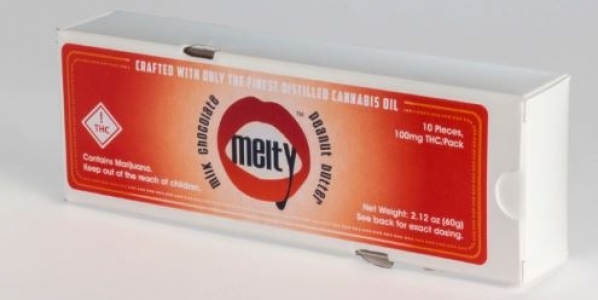 CRAFTED WITH ONLY THE FINEST DISTILLED CANNABIS OIL
!
THC
Contains Marijuana.
Keep out of the reach of children.
milk chocolate
melty
™
peanut butter
10 Pieces,
100mg THC/Pack
Net Weight: 2.12 oz (60g)
See back for exact dosing.